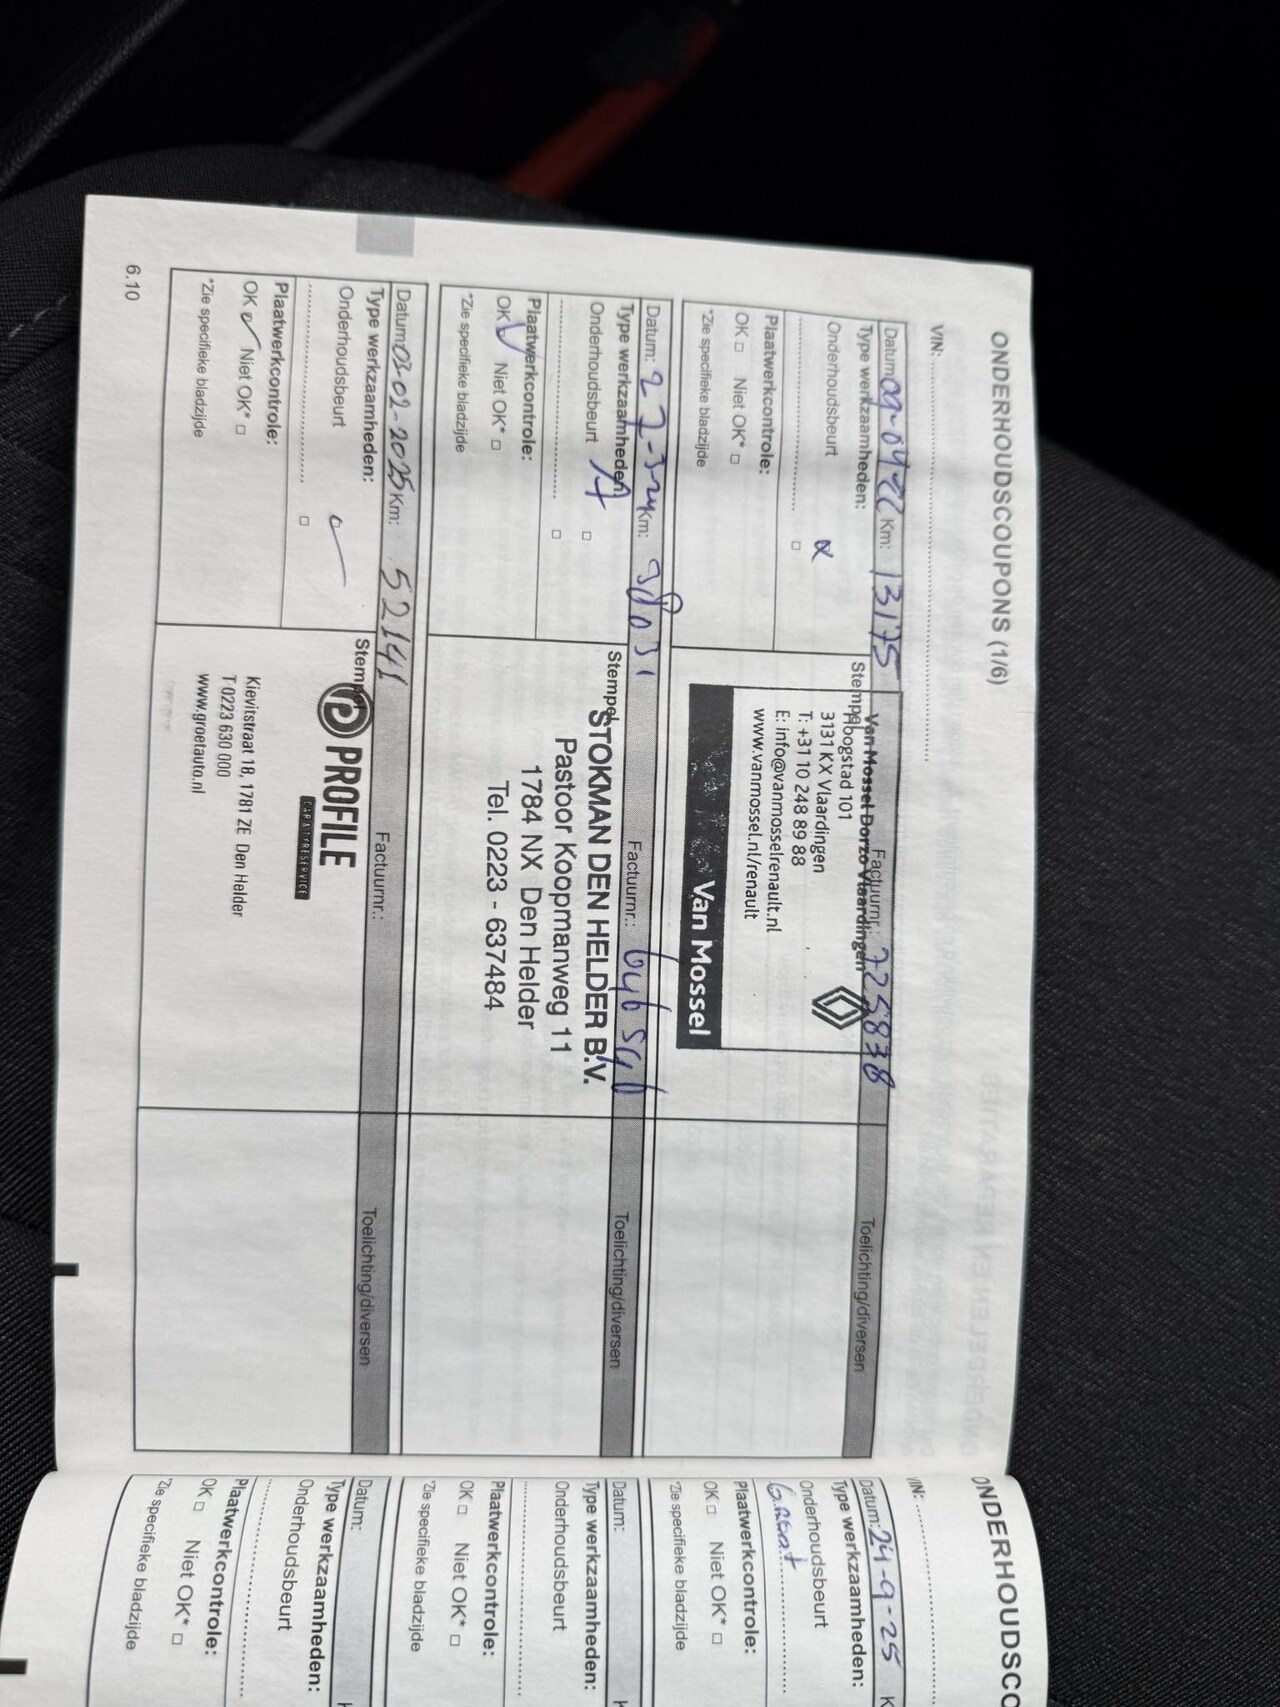 ONDERHOUDSCOUPONS (1/6)
VIN:
Datum: 09-04-22 Km: 13175 Factuurnr.: 725838 Toelichting/diversen
Type werkzaamheden:
Onderhoudsbeurt
Plaatwerkcontrole:
OK □ Niet OK* □
*Zie specifieke bladzijde
Stempel
Van Mossel Dorzo Vlaardingen
Hoogstad 101
3131 KX Vlaardingen
T: +31 10 248 89 88
E: info@vanmosselrenault.nl
www.vanmossel.nl/renault
Van Mossel
Datum: 27-3-24 Km: 38031 Factuurnr.: Toelichting/diversen
Type werkzaamheden
Onderhoudsbeurt A □
Plaatwerkcontrole:
OK Niet OK* □
*Zie specifieke bladzijde
Stempel
STOKMAN DEN HELDER B.V.
Pastoor Koopmanweg 11
1784 NX Den Helder
Tel. 0223 - 637484
Datum 03-02-2025 Km: 52141 Factuurnr.: Toelichting/diversen
Type werkzaamheden:
Onderhoudsbeurt
Plaatwerkcontrole:
OK Niet OK* □
*Zie specifieke bladzijde
Stempel
PROFILE
CAR & TYRESERVICE
Kievitstraat 18, 1781 ZE Den Helder
T 0223 630 000
www.groetauto.nl
6.10
ONDERHOUDSCO
VIN:
Datum: 24-9-25 K
Type werkzaamheden:
Onderhoudsbeurt
Plaatwerkcontrole:
OK □ Niet OK* □
*Zie specifieke bladzijde
Datum: K
Type werkzaamheden:
Onderhoudsbeurt
Plaatwerkcontrole:
OK □ Niet OK* □
*Zie specifieke bladzijde
Datum: K
Type werkzaamheden:
Onderhoudsbeurt
Plaatwerkcontrole:
OK □ Niet OK* □
*Zie specifieke bladzijde